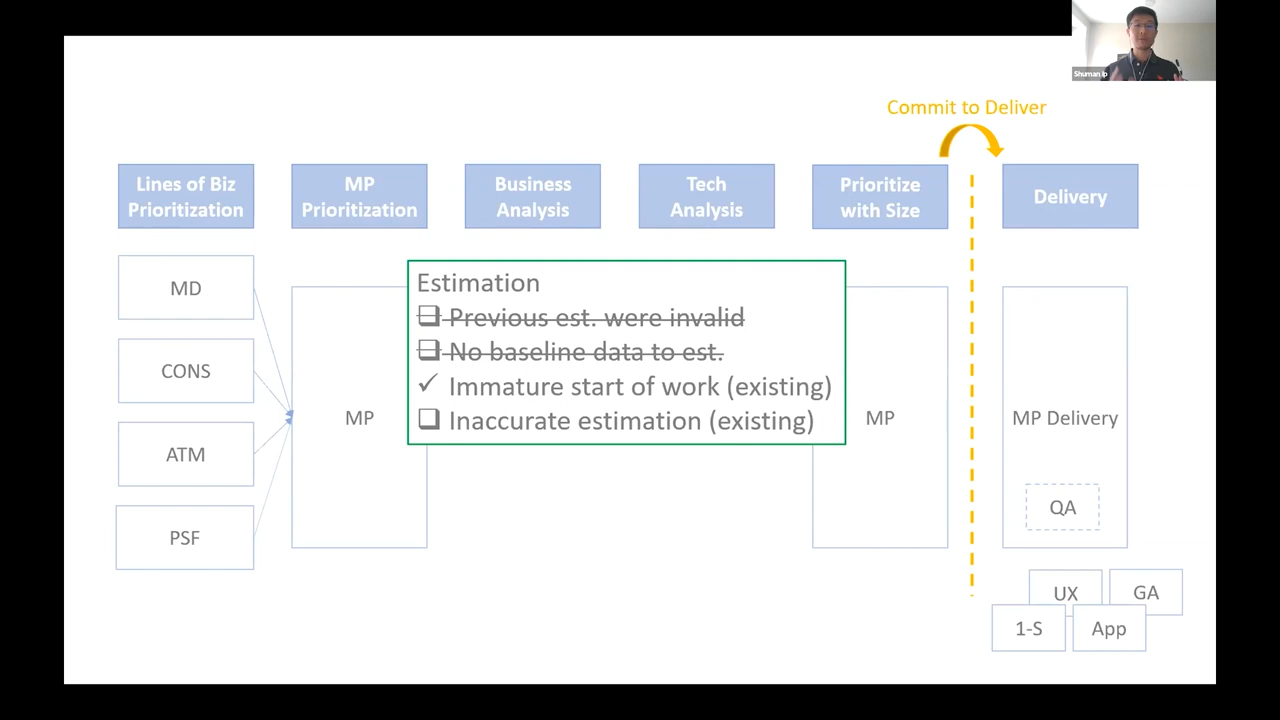 Shuman Ip
Commit to Deliver
Lines of Biz
Prioritization
MP
Prioritization
Business
Analysis
Tech
Analysis
Prioritize
with Size
Delivery
MD
CONS
ATM
PSF
MP
Estimation
Previous est. were invalid
No baseline data to est.
Immature start of work (existing)
Inaccurate estimation (existing)
MP
MP Delivery
QA
UX
GA
1-S
App